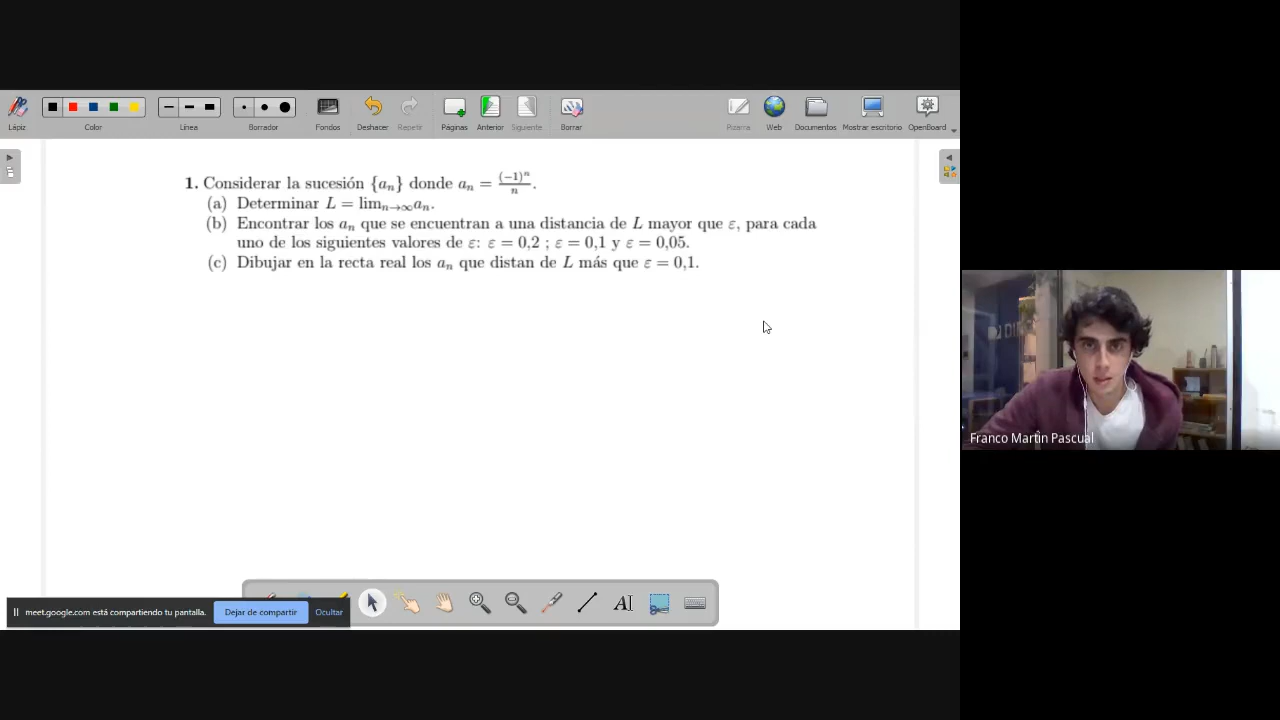 Lápiz
Color
Línea
Borrador
Fondos
Deshacer
Repetir
Páginas
Anterior
Siguiente
Borrar
Pizarra
Web
Documentos
Mostrar escritorio
OpenBoard
1. Considerar la sucesión {aₙ} donde aₙ = (-1)ⁿ/n.
(a) Determinar L = limₙ→∞ aₙ.
(b) Encontrar los aₙ que se encuentran a una distancia de L mayor que ε, para cada
uno de los siguientes valores de ε: ε = 0,2 ; ε = 0,1 y ε = 0,05.
(c) Dibujar en la recta real los aₙ que distan de L más que ε = 0,1.
Franco Martin Pascual
meet.google.com está compartiendo tu pantalla.
Dejar de compartir
Ocultar
AI